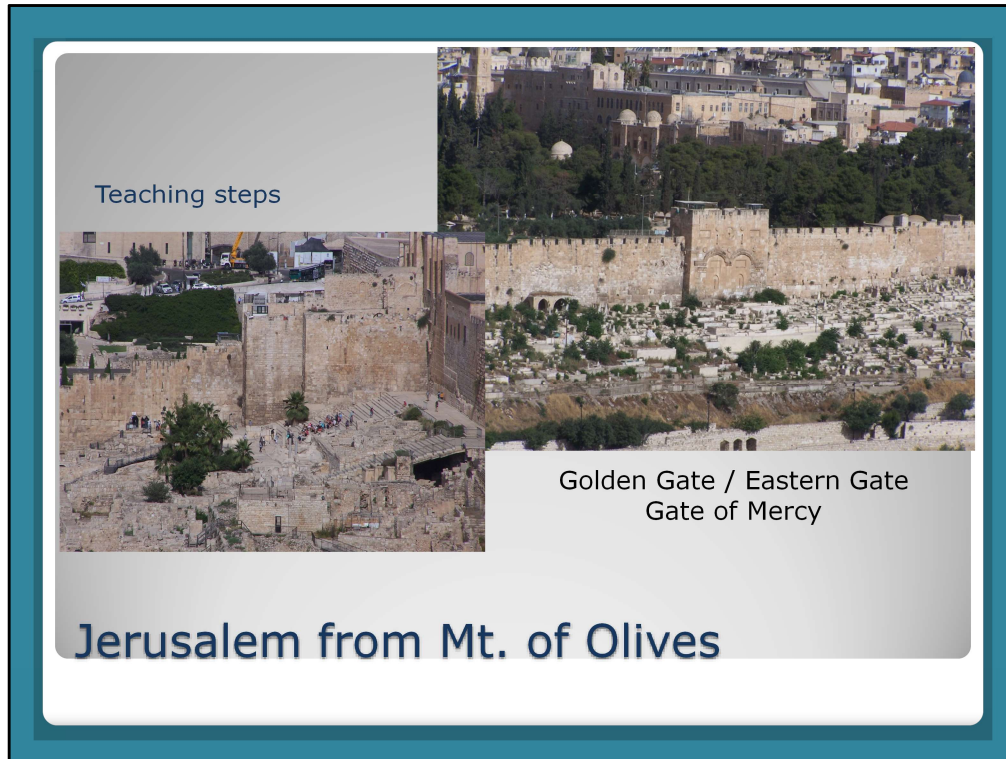 Teaching steps
Golden Gate / Eastern Gate
Gate of Mercy
Jerusalem from Mt. of Olives